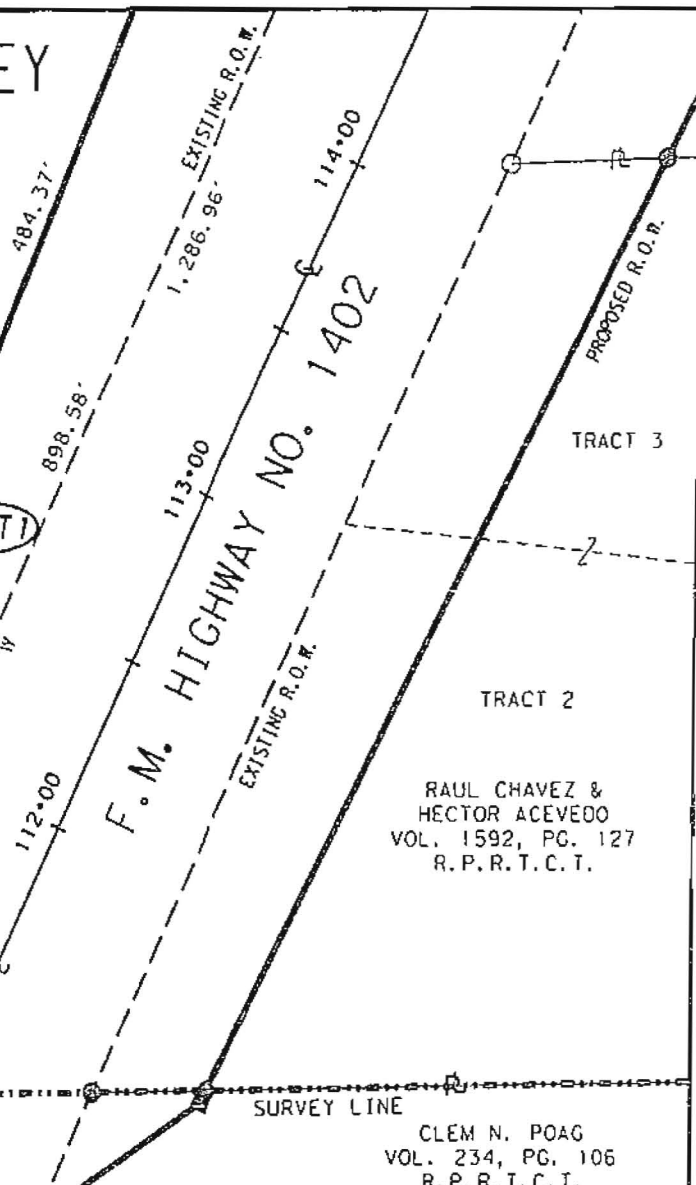 EY
484.37'
EXISTING R.O.W.
1,286.96'
114+00
PROPOSED R.O.W.
898.58'
F.M. HIGHWAY NO. 1402
TRACT 3
113+00
T1
EXISTING R.O.W.
TRACT 2
RAUL CHAVEZ &
HECTOR ACEVEDO
VOL. 1592, PG. 127
R.P.R.T.C.T.
112+00
SURVEY LINE
CLEM N. POAG
VOL. 234, PG. 106
R.P.R.T.C.T.